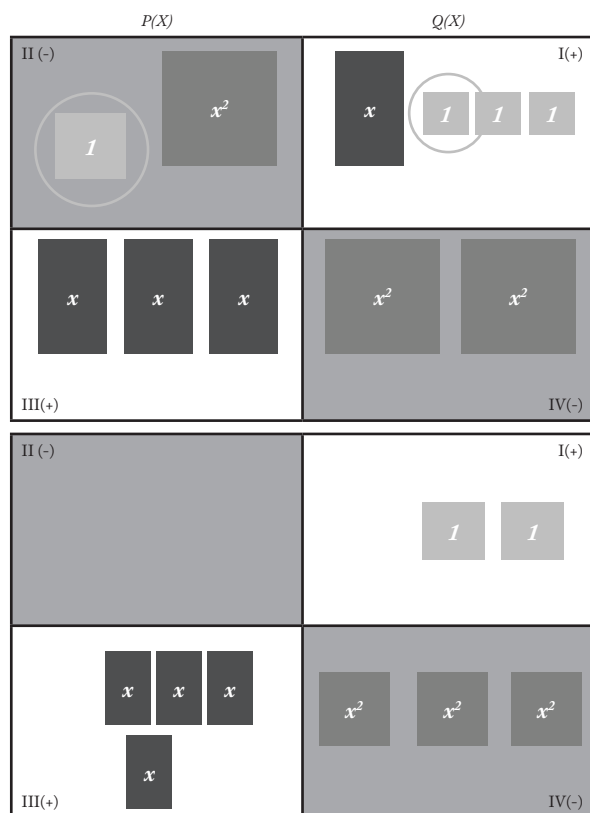 P(X) Q(X)
II (-) I(+)
1 x² x 1 1 1
x x x x² x²
III(+) IV(-)
II (-) I(+)
1 1
x x x x² x² x²
x
III(+) IV(-)